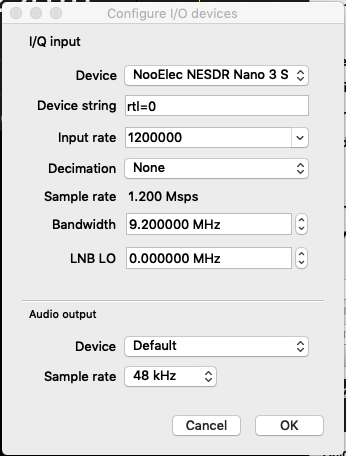 Configure I/O devices
I/Q input
Device NooElec NESDR Nano 3 S
Device string rtl=0
Input rate 1200000
Decimation None
Sample rate 1.200 Msps
Bandwidth 9.200000 MHz
LNB LO 0.000000 MHz
Audio output
Device Default
Sample rate 48 kHz
Cancel OK